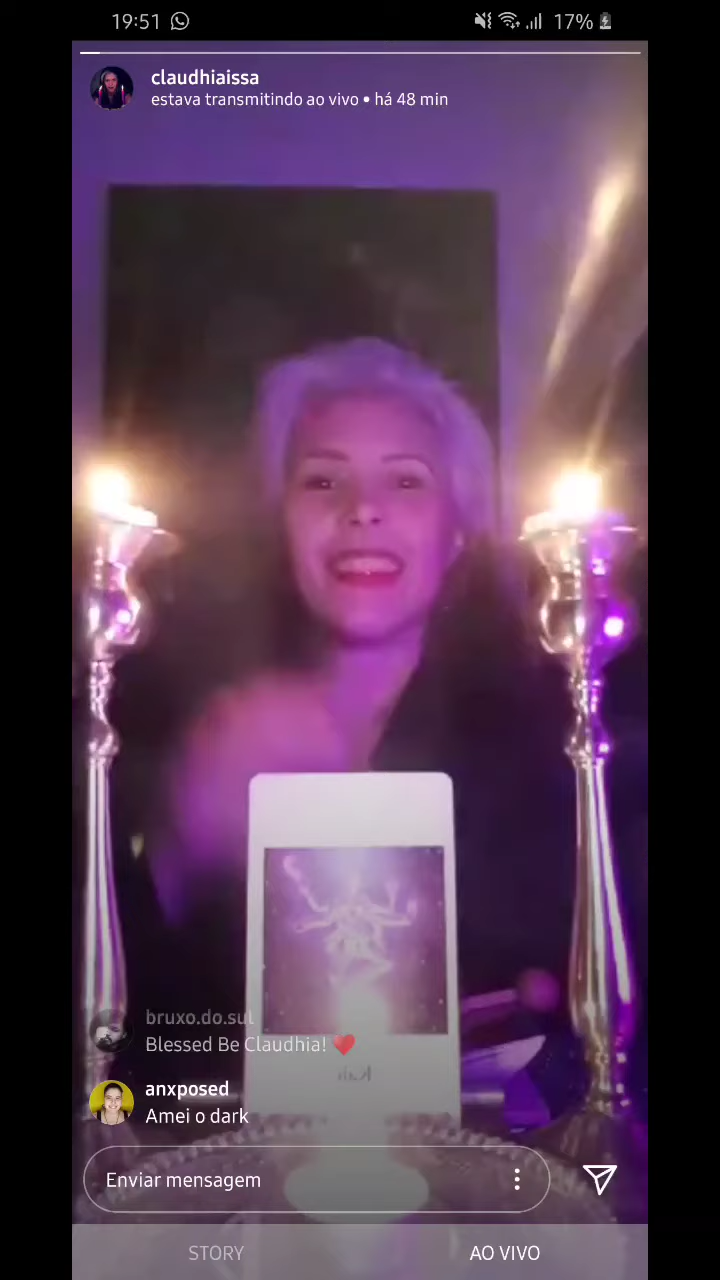 19:51
17%
claudhiaissa
estava transmitindo ao vivo • há 48 min
bruxo.do.sul
Blessed Be Claudhia! ❤️
anxposed
Amei o dark
Enviar mensagem
STORY
AO VIVO